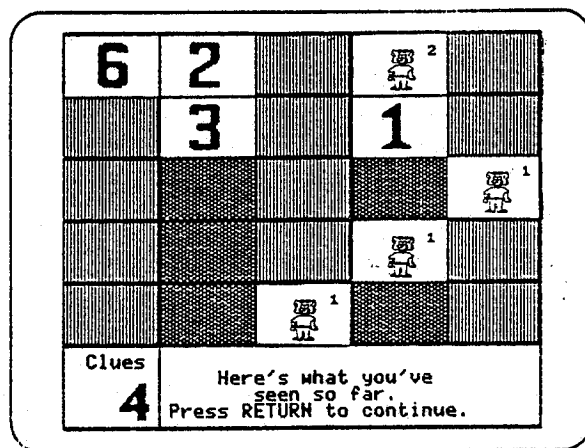 6 2 2
3 1
1
1
1
Clues
4
Here's what you've
seen so far.
Press RETURN to continue.